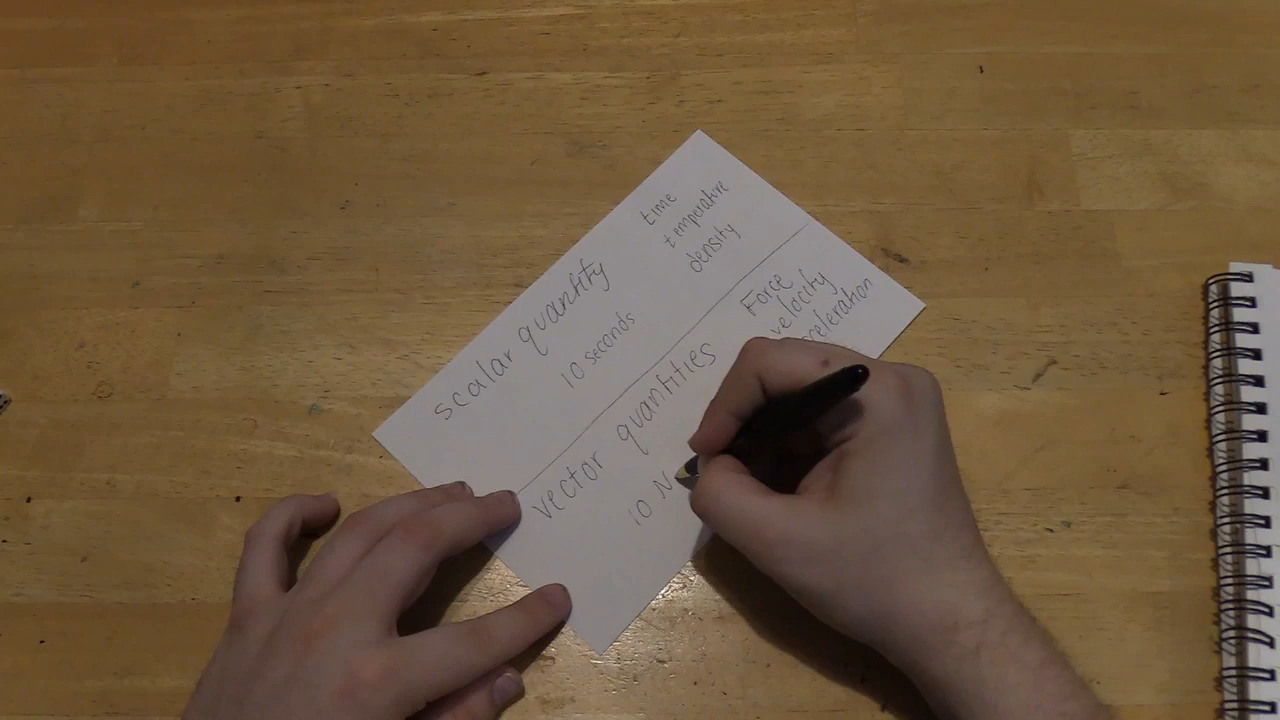 scalar quantity
10 seconds
time
temperature
density
vector quantities
10 N
Force
velocity